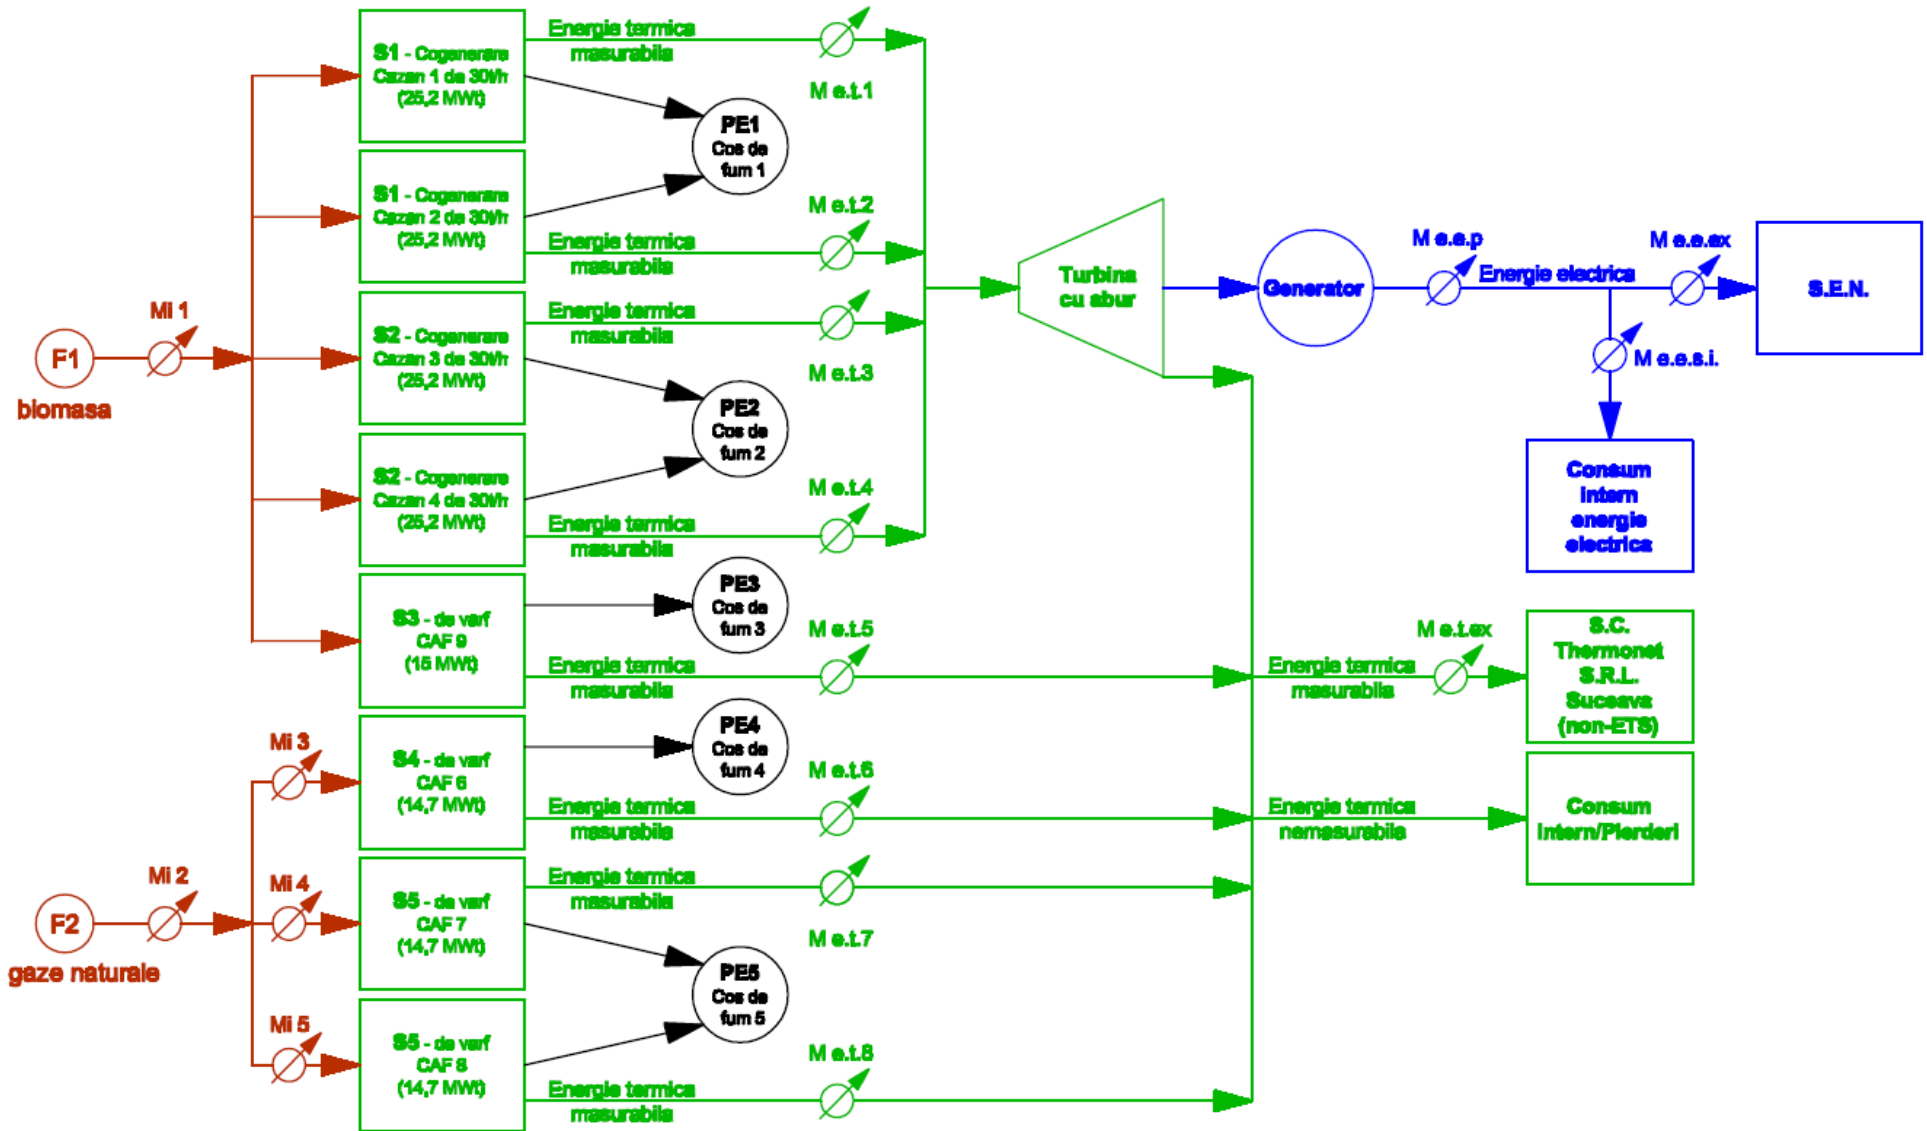 S1 - Cogenerare
Cazan 1 de 30t/h
(25,2 MWt)
Energie termica
masurabila
M e.t.1
PE1
Cos de
fum 1
S1 - Cogenerare
Cazan 2 de 30t/h
(25,2 MWt)
M e.t.2
Energie termica
masurabila
Mi 1
F1
biomasa
S2 - Cogenerare
Cazan 3 de 30t/h
(25,2 MWt)
Energie termica
masurabila
M e.t.3
PE2
Cos de
fum 2
S2 - Cogenerare
Cazan 4 de 30t/h
(25,2 MWt)
M e.t.4
Energie termica
masurabila
Turbina
cu abur
Generator
M e.e.p
Energie electrica
M e.e.ex
S.E.N.
M e.e.s.i.
Consum
intern
energie
electrica
S3 - de varf
CAF 9
(15 MWt)
PE3
Cos de
fum 3
M e.t.5
Energie termica
masurabila
Energie termica
masurabila
M e.t.ex
S.C.
Thermonet
S.R.L.
Suceava
(non-ETS)
Mi 3
S4 - de varf
CAF 6
(14,7 MWt)
PE4
Cos de
fum 4
M e.t.6
Energie termica
masurabila
Energie termica
nemasurabila
Consum
Intern/Pierderi
Mi 2
F2
gaze naturale
Mi 4
S5 - de varf
CAF 7
(14,7 MWt)
Energie termica
masurabila
M e.t.7
PE5
Cos de
fum 5
Mi 5
S5 - de varf
CAF 8
(14,7 MWt)
M e.t.8
Energie termica
masurabila